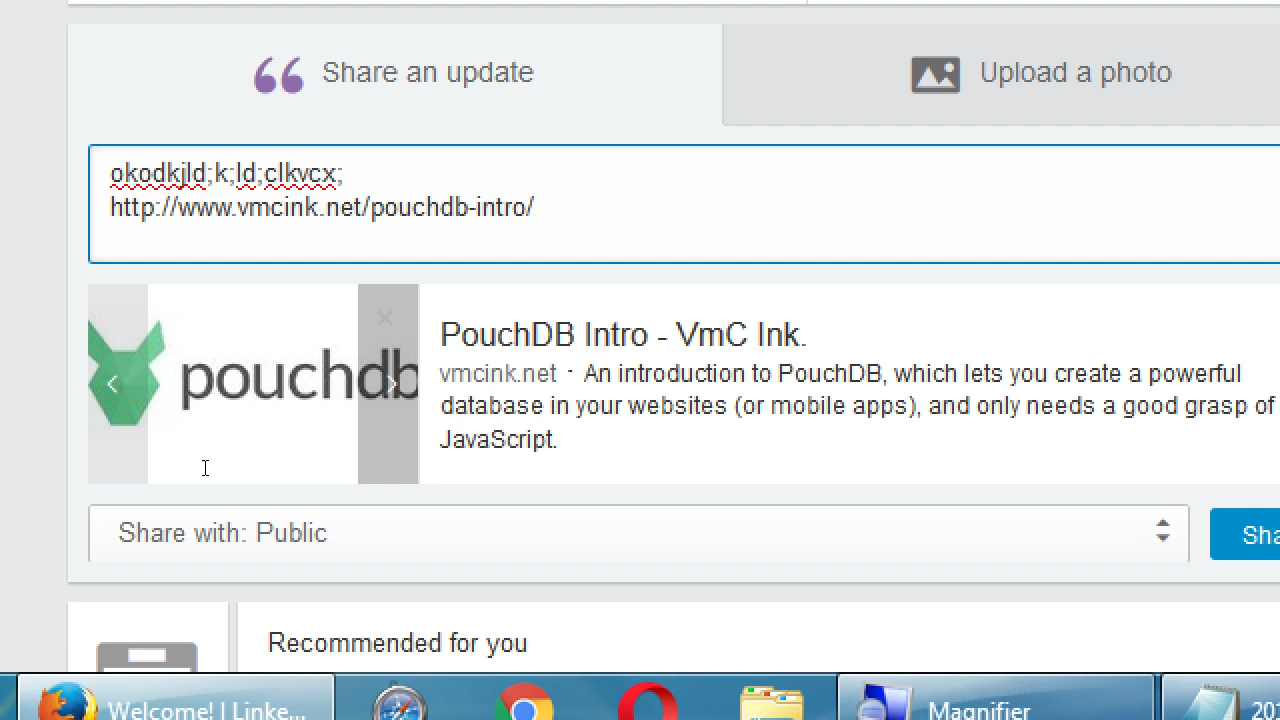 Share an update
Upload a photo
okodkjld;k;ld;clkvcx;
http://www.vmcink.net/pouchdb-intro/
pouchdb
PouchDB Intro - VmC Ink.
vmcink.net · An introduction to PouchDB, which lets you create a powerful
database in your websites (or mobile apps), and only needs a good grasp of
JavaScript.
Share with: Public
Sha
Recommended for you
Welcome! | Linke...
Magnifier
201